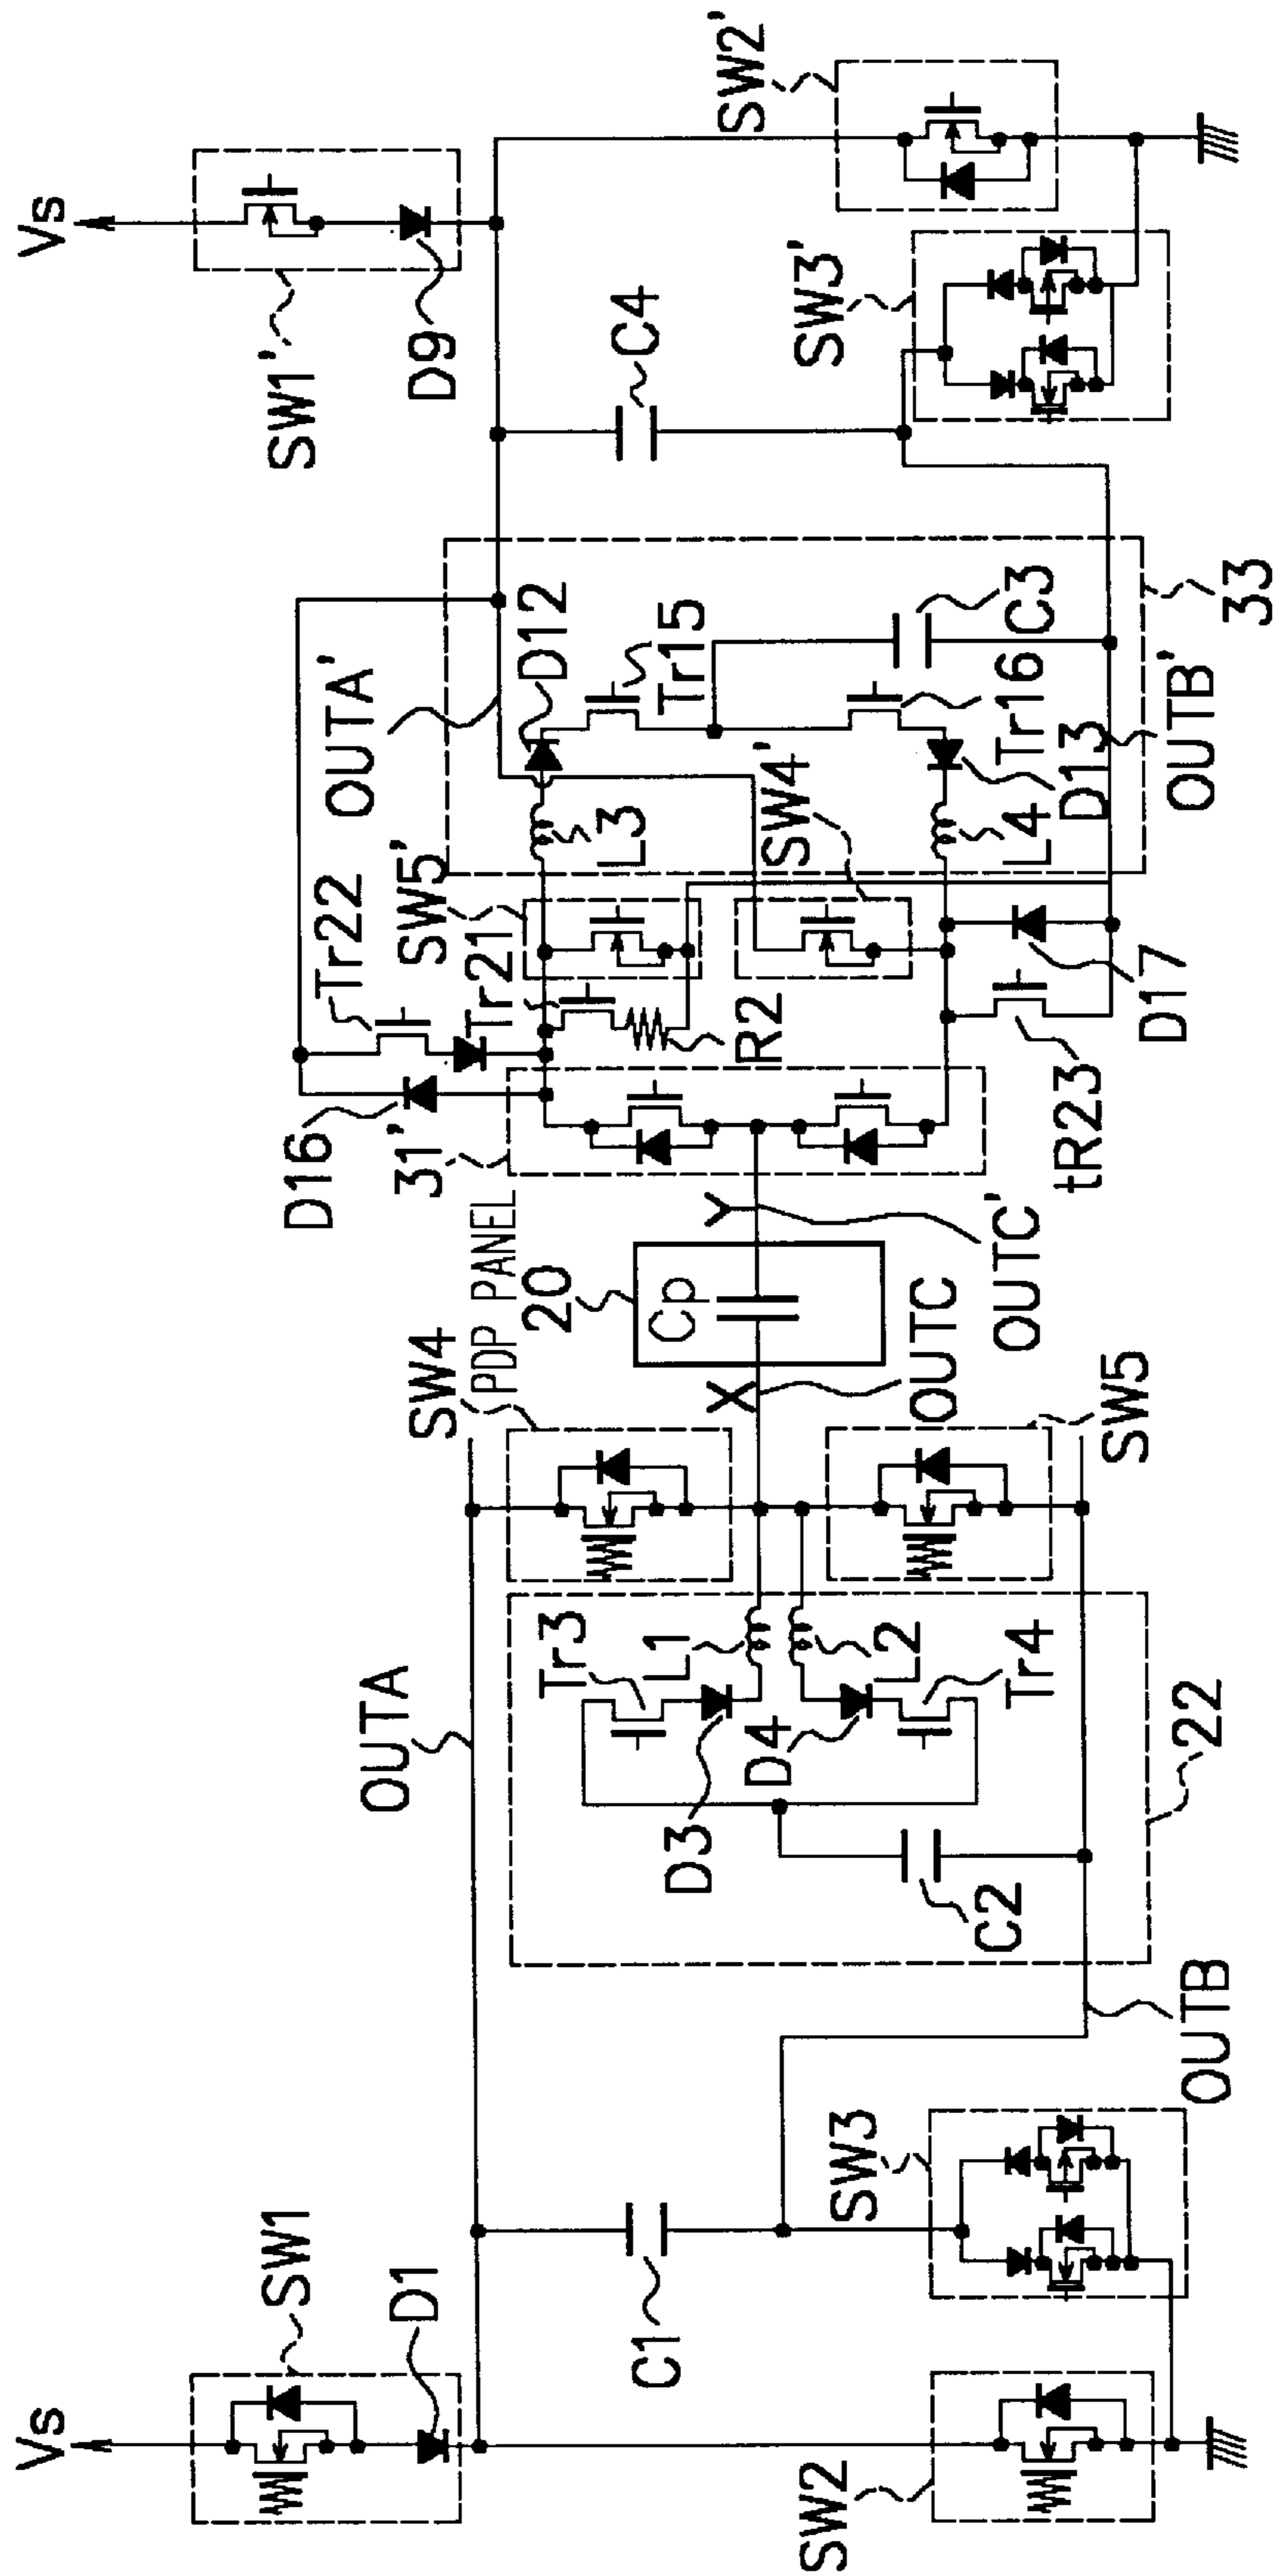 Vs
SW1
D1
SW2
C1
SW3
OUTB
OUTA
C2
D3
D4
Tr3
L1
L2
Tr4
22
SW4
SW5
X
OUTC
PDP PANEL
20
Cp
Y
OUTC'
31'
D16
Tr22
Tr21
SW5'
R2
tR23
D17
SW4'
L3
L4
D13
Tr16
OUTA'
D12
Tr15
C3
OUTB'
33
C4
SW3'
SW1'
D9
Vs
SW2'